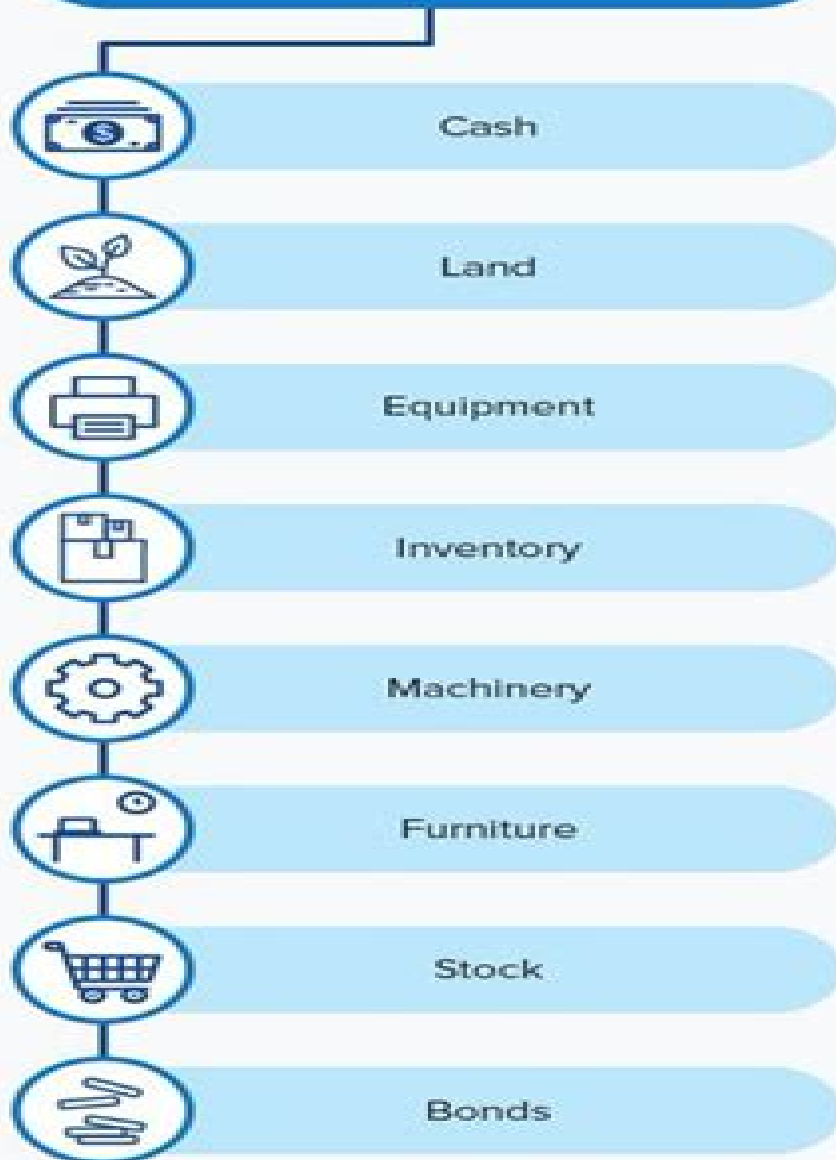 Cash
Land
Equipment
Inventory
Machinery
Furniture
Stock
Bonds